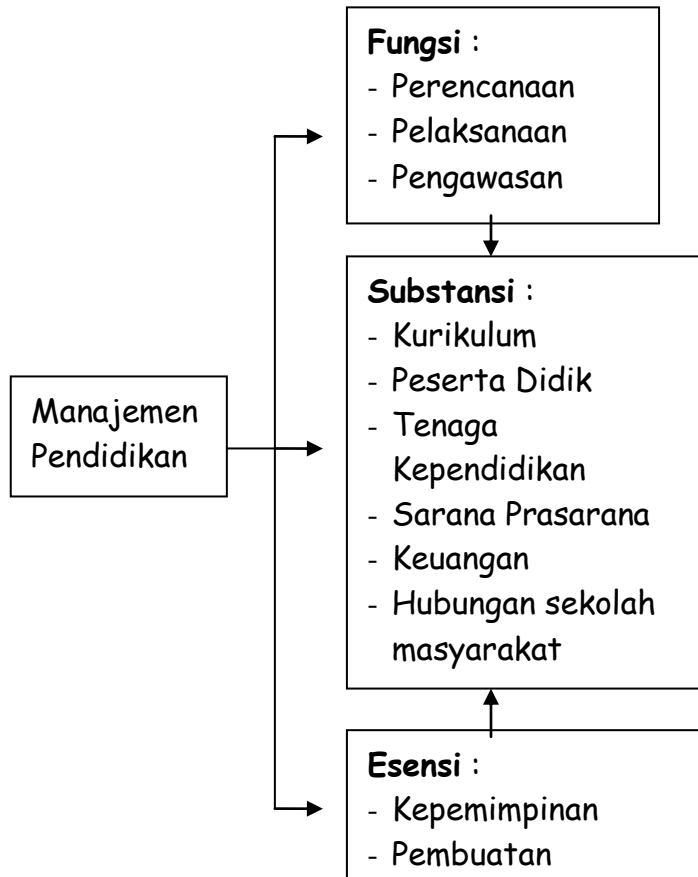 Fungsi :
- Perencanaan
- Pelaksanaan
- Pengawasan
Substansi :
- Kurikulum
- Peserta Didik
- Tenaga
Kependidikan
- Sarana Prasarana
- Keuangan
- Hubungan sekolah
masyarakat
Manajemen
Pendidikan
Esensi :
- Kepemimpinan
- Pembuatan